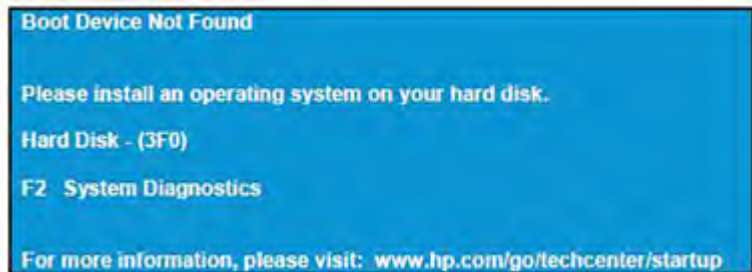 Boot Device Not Found
Please install an operating system on your hard disk.
Hard Disk - (3F0)
F2 System Diagnostics
For more information, please visit: www.hp.com/go/techcenter/startup